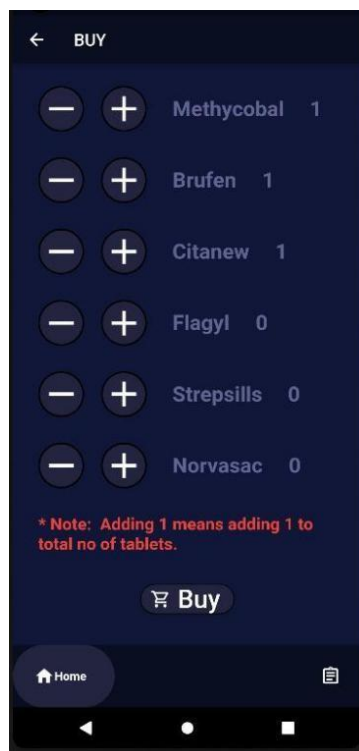 BUY
Methycobal 1
Brufen 1
Citanew 1
Flagyl 0
Strepsills 0
Norvasac 0
* Note: Adding 1 means adding 1 to
total no of tablets.
Buy
Home